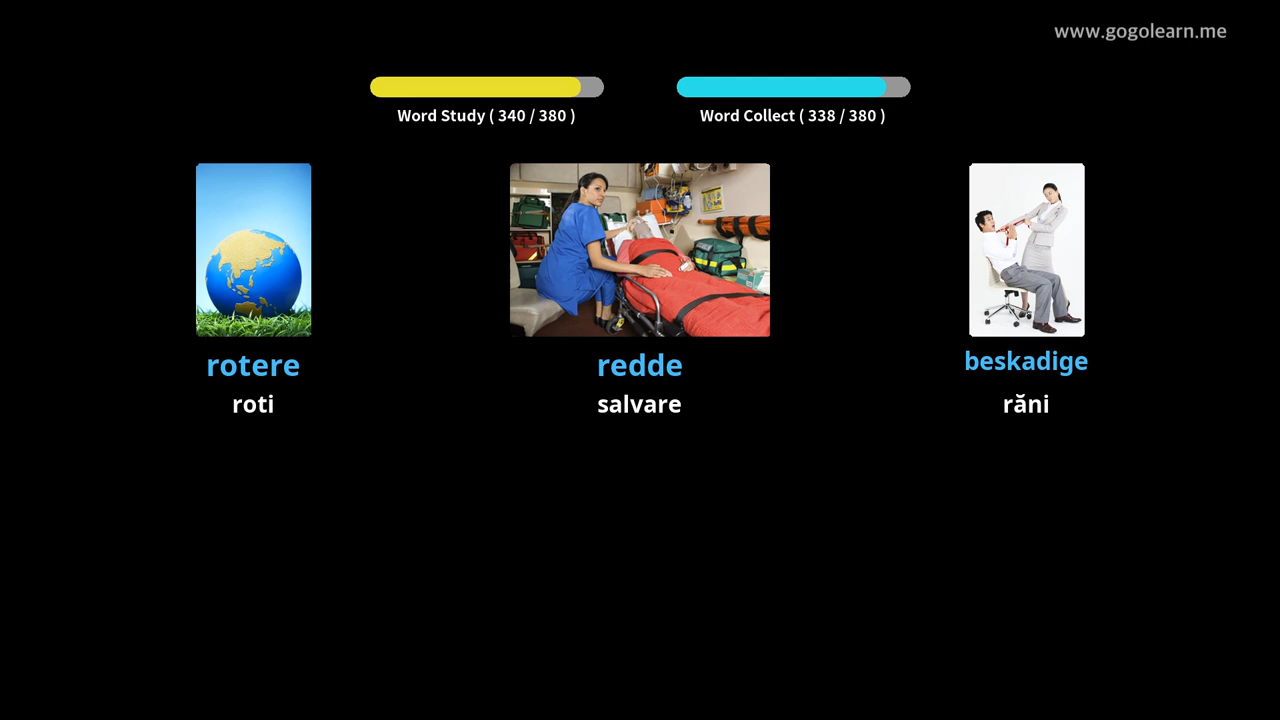 www.gogolearn.me
Word Study ( 340 / 380 )
Word Collect ( 338 / 380 )
rotere
redde
beskadige
roti
salvare
răni